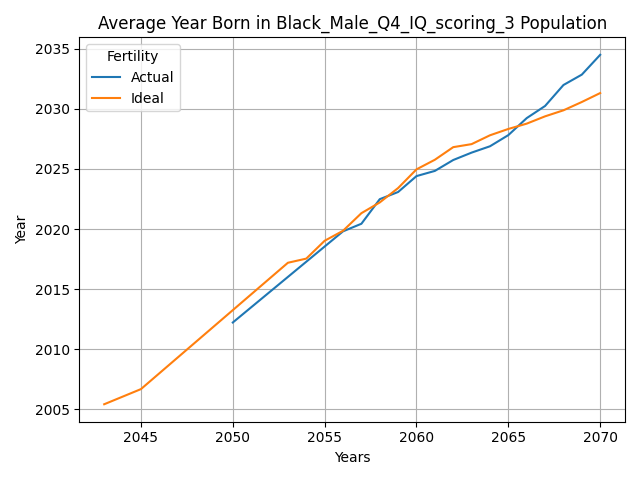 Average Year Born in Black_Male_Q4_IQ_scoring_3 Population
Fertility
Actual
Ideal
2035
2030
2025
2020
2015
2010
2005
Year
2045
2050
2055
2060
2065
2070
Years